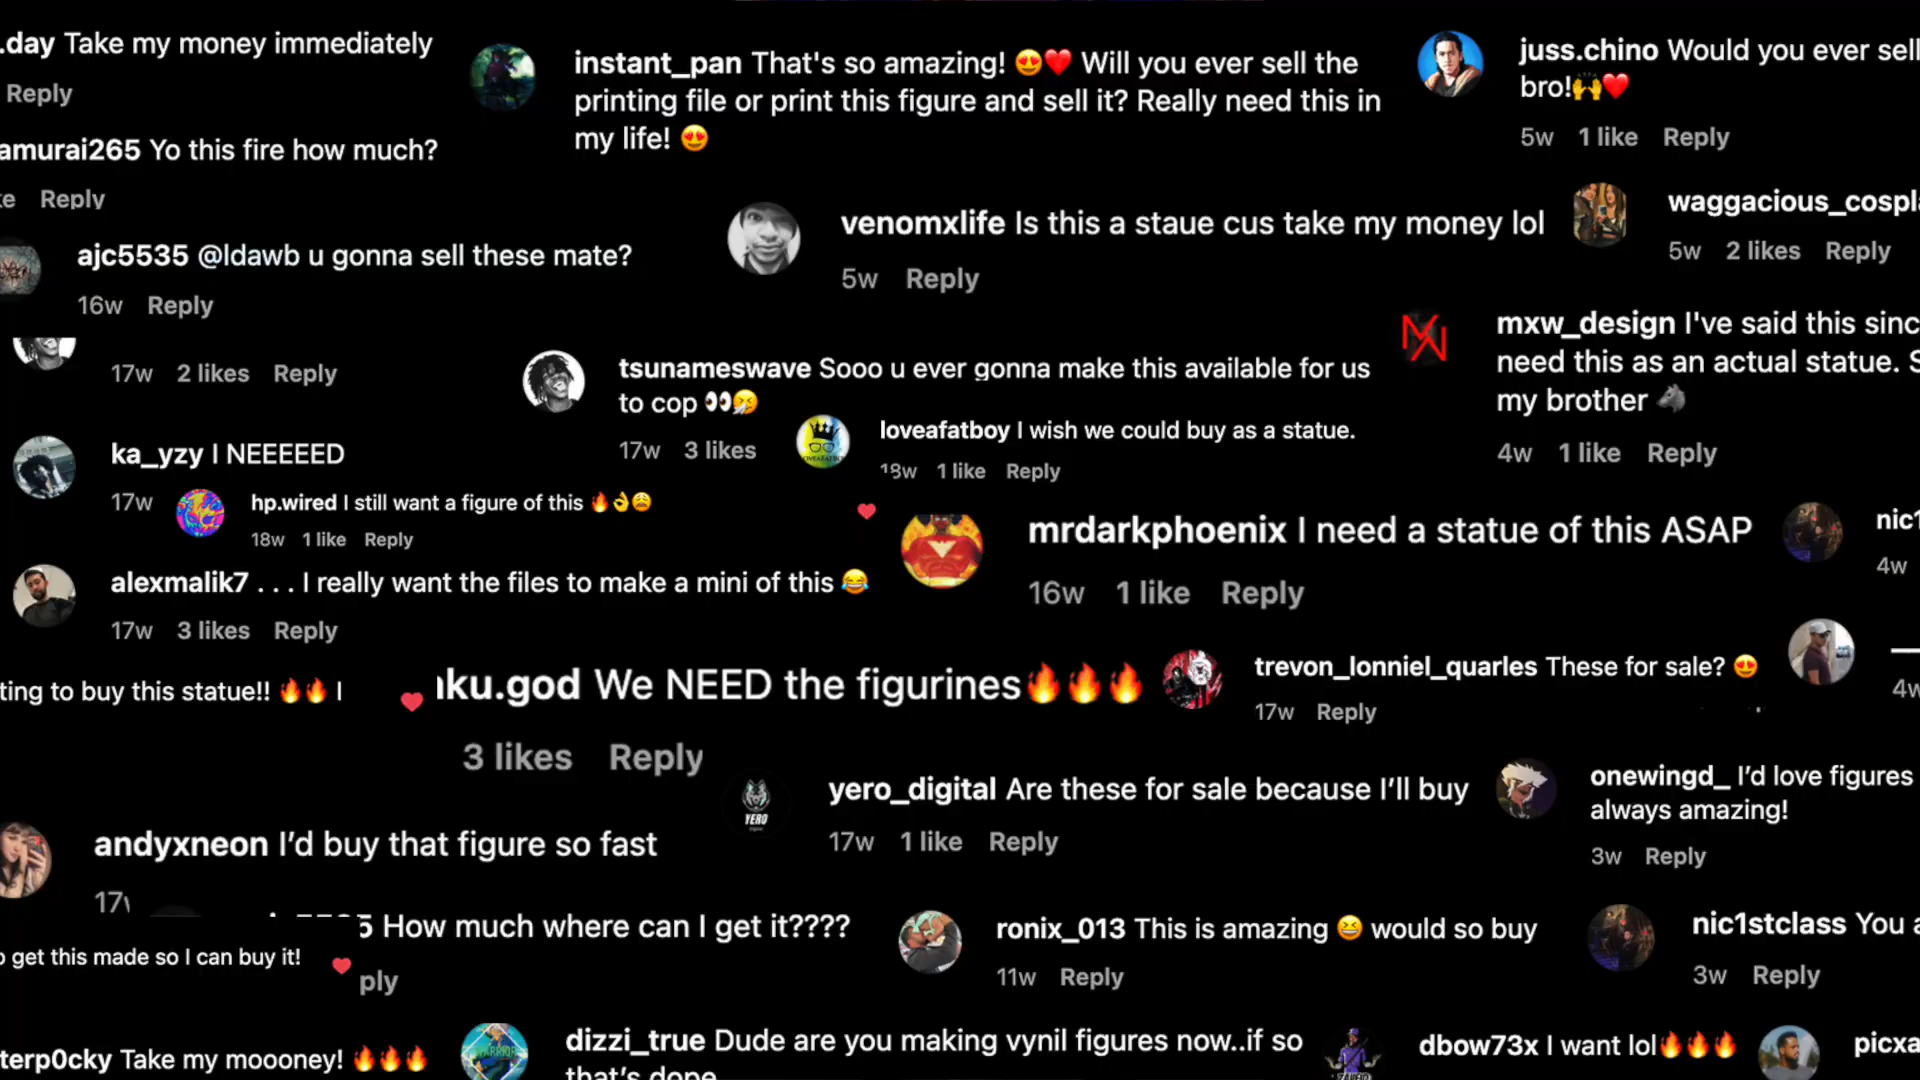 .day Take my money immediately
Reply
amurai265 Yo this fire how much?
Reply
instant_pan That's so amazing! 😍❤️ Will you ever sell the
printing file or print this figure and sell it? Really need this in
my life! 😍
juss.chino Would you ever sell
bro!🙌❤️
5w 1 like Reply
ajc5535 @ldawb u gonna sell these mate?
16w Reply
venomxlife Is this a staue cus take my money lol
5w Reply
waggacious_cospl
5w 2 likes Reply
17w 2 likes Reply
tsunameswave Sooo u ever gonna make this available for us
to cop 👀🤧
17w 3 likes
mxw_design I've said this sinc
need this as an actual statue. S
my brother 🐺
4w 1 like Reply
loveafatboy I wish we could buy as a statue.
18w 1 like Reply
ka_yzy I NEEEEED
17w
hp.wired I still want a figure of this 🔥👌😩
18w 1 like Reply
mrdarkphoenix I need a statue of this ASAP
16w 1 like Reply
nic1
4w
alexmalik7 . . . I really want the files to make a mini of this 😂
17w 3 likes Reply
ting to buy this statue!! 🔥🔥 I
ku.god We NEED the figurines🔥🔥🔥
3 likes Reply
trevon_lonniel_quarles These for sale? 😍
17w Reply
4w
yero_digital Are these for sale because I'll buy
17w 1 like Reply
YERO
onewingd_ I'd love figures
always amazing!
3w Reply
andyxneon I'd buy that figure so fast
17
5 How much where can I get it????
ply
get this made so I can buy it!
ronix_013 This is amazing 😆 would so buy
11w Reply
nic1stclass You a
3w Reply
terp0cky Take my moooney! 🔥🔥🔥
dizzi_true Dude are you making vynil figures now..if so
that's dope
dbow73x I want lol🔥🔥🔥
picxa